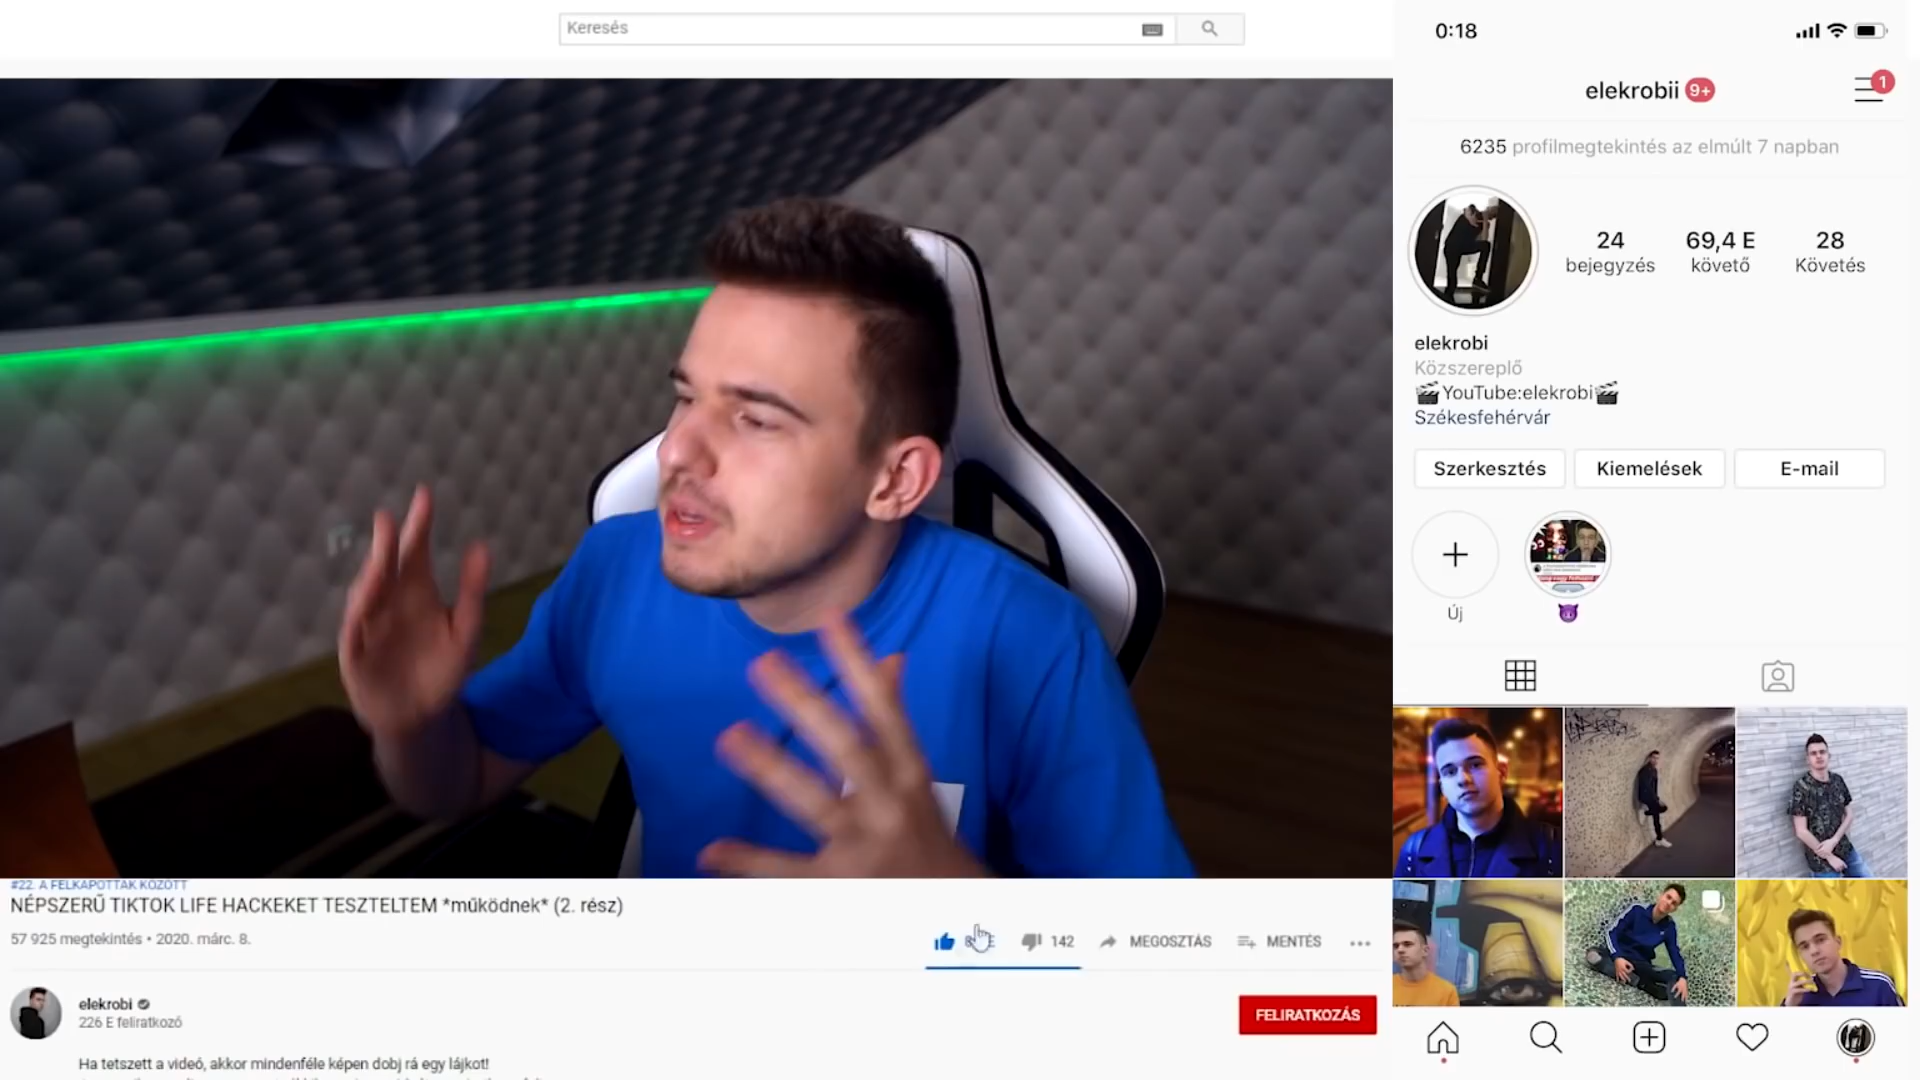 Keresés
#22. A FELKAPOTTAK KÖZÖTT
NÉPSZERŰ TIKTOK LIFE HACKEKET TESZTELTEM *működnek* (2. rész)
57 925 megtekintés • 2020. márc. 8.
142
MEGOSZTÁS
MENTÉS
elekrobi
226 E feliratkozó
FELIRATKOZÁS
Ha tetszett a videó, akkor mindenféle képen dobj rá egy lájkot!
0:18
elekrobii 9+
1
6235 profilmegtekintés az elmúlt 7 napban
24 69,4 E 28
bejegyzés követő Követés
elekrobi
Közszereplő
🎬YouTube:elekrobi🎬
Székesfehérvár
Szerkesztés Kiemelések E-mail
Új 😈